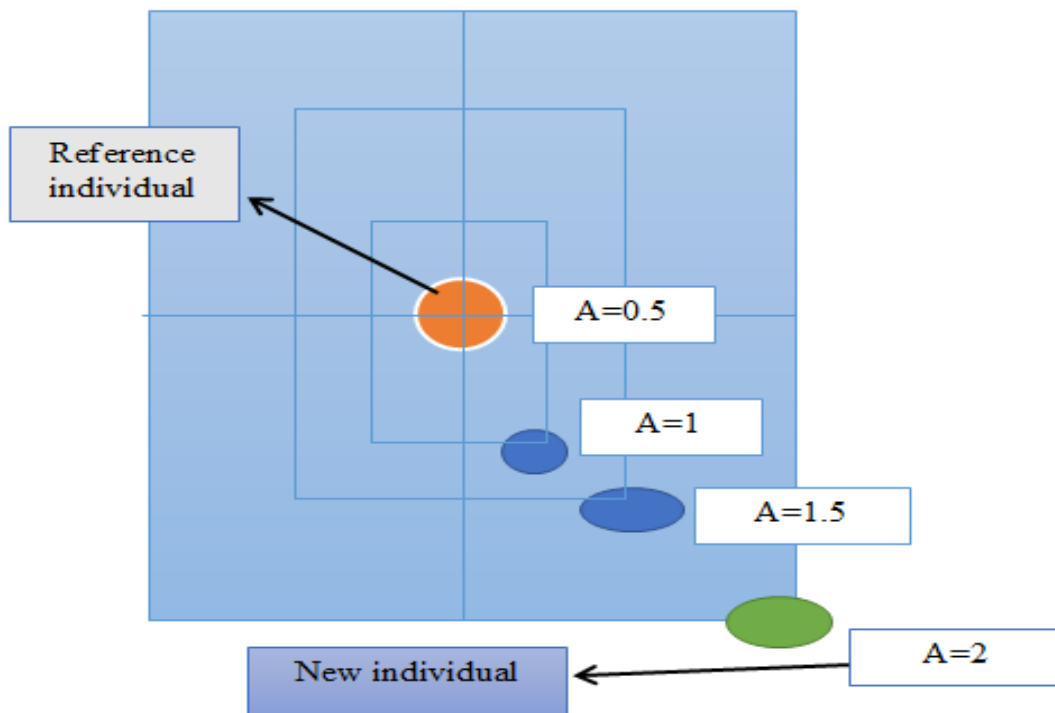 Reference
individual
A=0.5
A=1
A=1.5
A=2
New individual